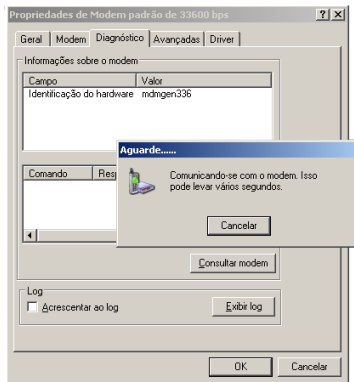 Propriedades de Modem padrão de 33600 bps
Geral Modem Diagnóstico Avançadas Driver
Informações sobre o modem
Campo Valor
Identificação do hardware mdmgen336
Aguarde......
Comunicando-se com o modem. Isso
pode levar vários segundos.
Cancelar
Comando
Consultar modem
Log
Acrescentar ao log Exibir log
OK Cancelar